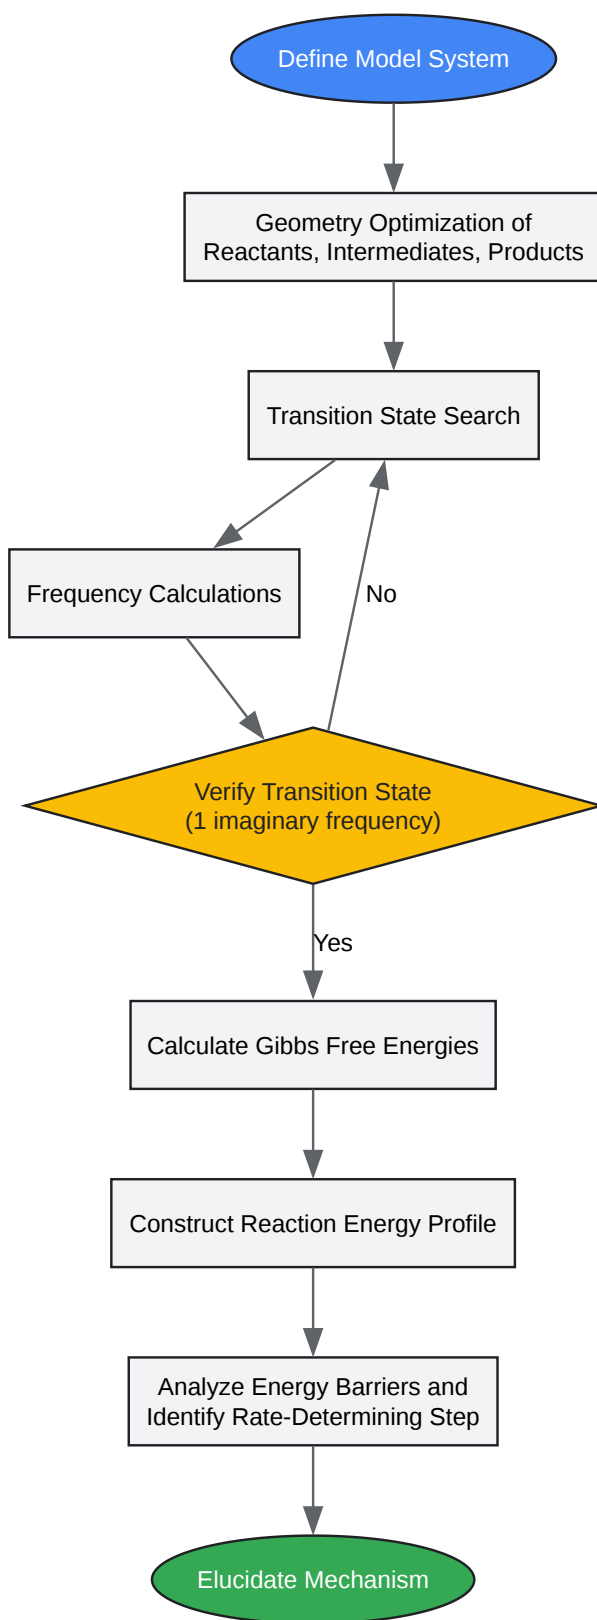 Define Model System
Geometry Optimization of
Reactants, Intermediates, Products
Transition State Search
Frequency Calculations
No
Verify Transition State
(1 imaginary frequency)
Yes
Calculate Gibbs Free Energies
Construct Reaction Energy Profile
Analyze Energy Barriers and
Identify Rate-Determining Step
Elucidate Mechanism